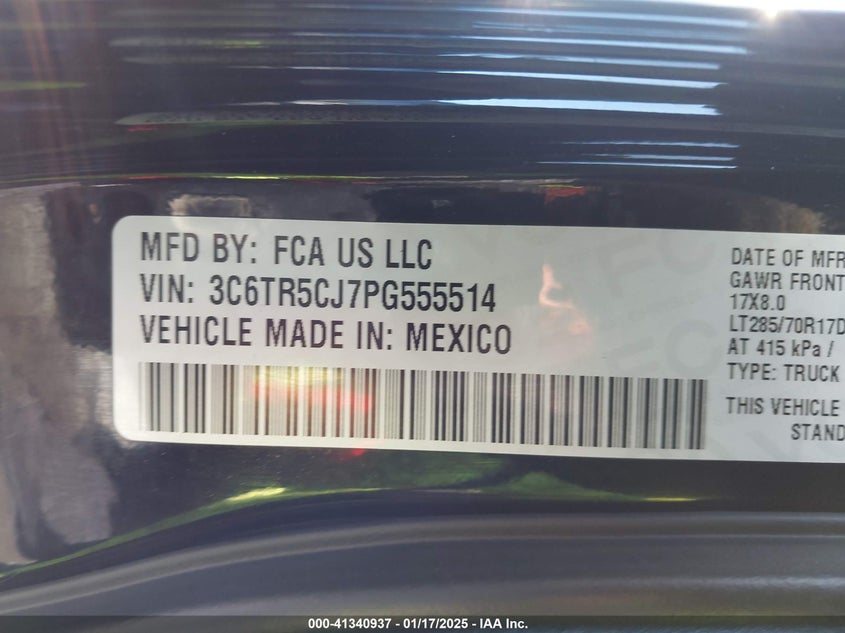 MFD BY: FCA US LLC
VIN: 3C6TR5CJ7PG555514
VEHICLE MADE IN: MEXICO
DATE OF MFR
GAWR FRONT
17X8.0
LT285/70R17D
AT 415 kPa /
TYPE: TRUCK
THIS VEHICLE
STAND
000-41340937 - 01/17/2025 - IAA Inc.